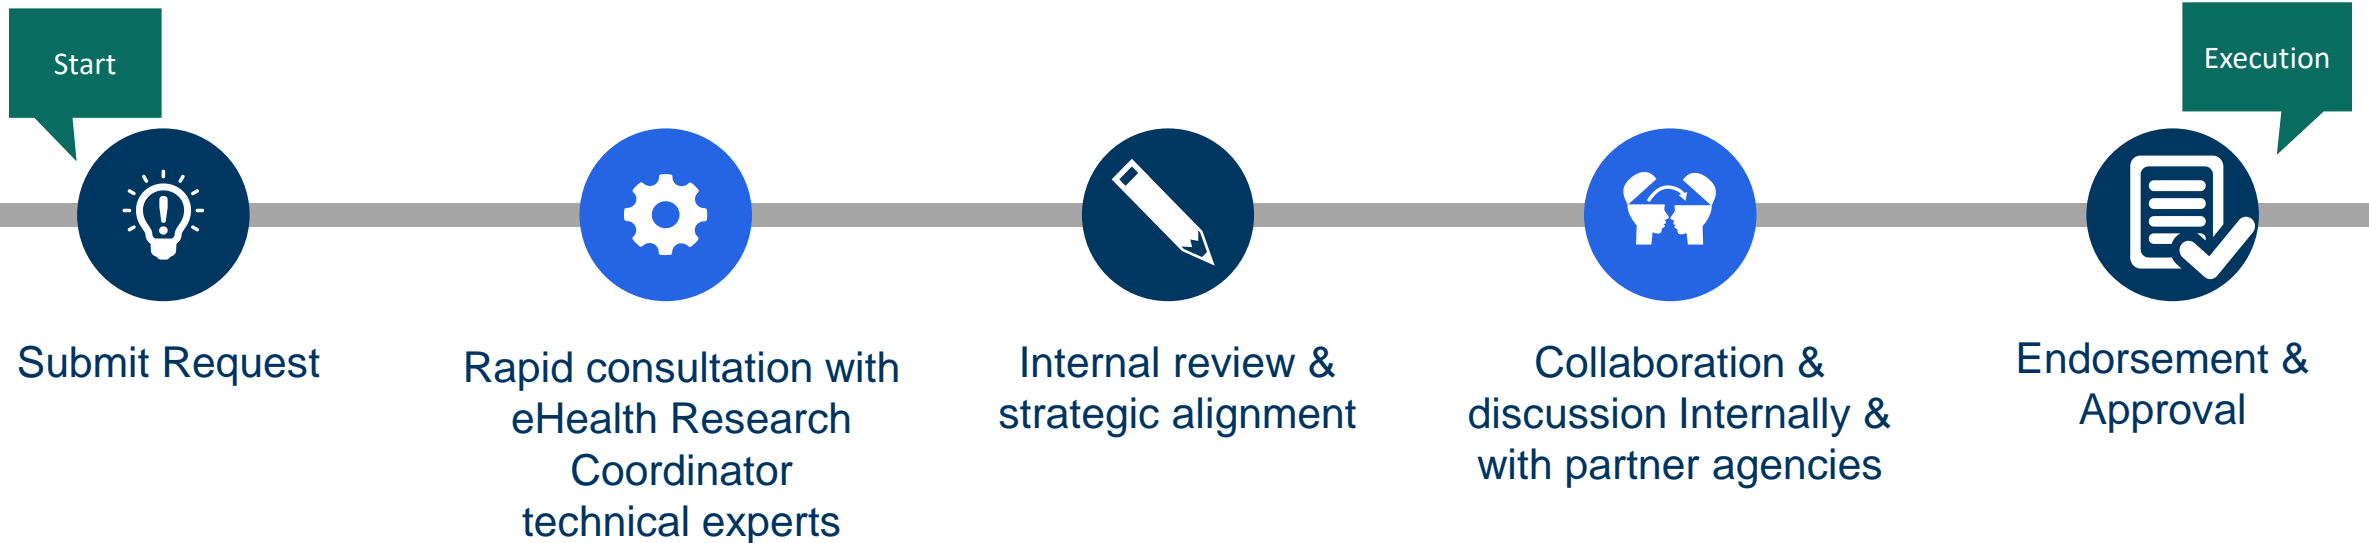 Start
Execution
Submit Request
Rapid consultation with
eHealth Research
Coordinator
technical experts
Internal review &
strategic alignment
Collaboration &
discussion Internally &
with partner agencies
Endorsement &
Approval